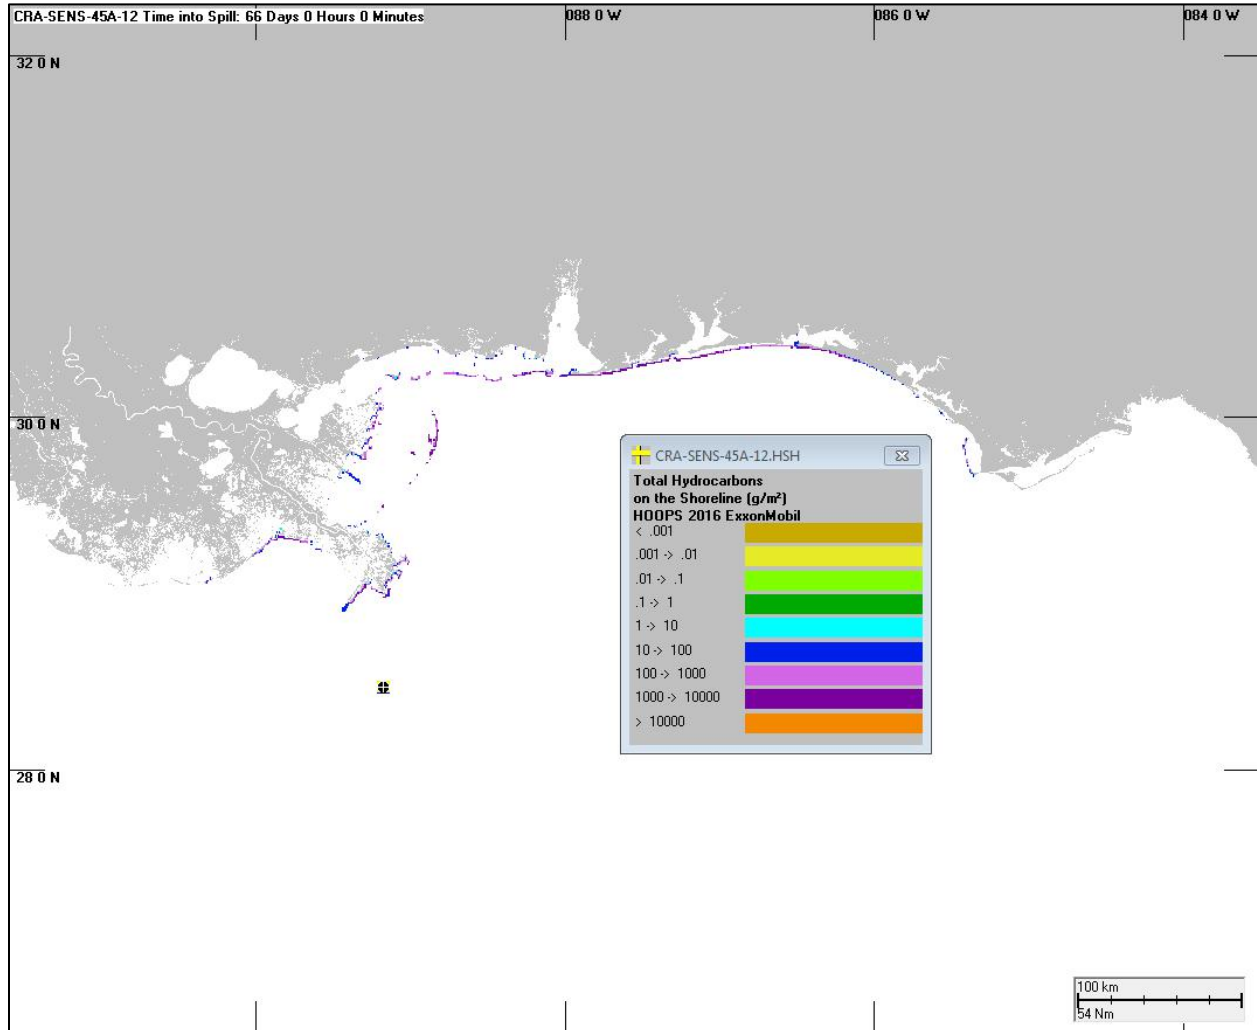 CRA-SENS-45A-12 Time into Spill: 66 Days 0 Hours 0 Minutes
088 0 W
086 0 W
084 0 W
32 0 N
30 0 N
CRA-SENS-45A-12.HSH
Total Hydrocarbons
on the Shoreline (g/m²)
HOOPS 2016 ExxonMobil
< .001
.001 -> .01
.01 -> .1
.1 -> 1
1 -> 10
10 -> 100
100 -> 1000
1000 -> 10000
> 10000
28 0 N
100 km
54 Nm